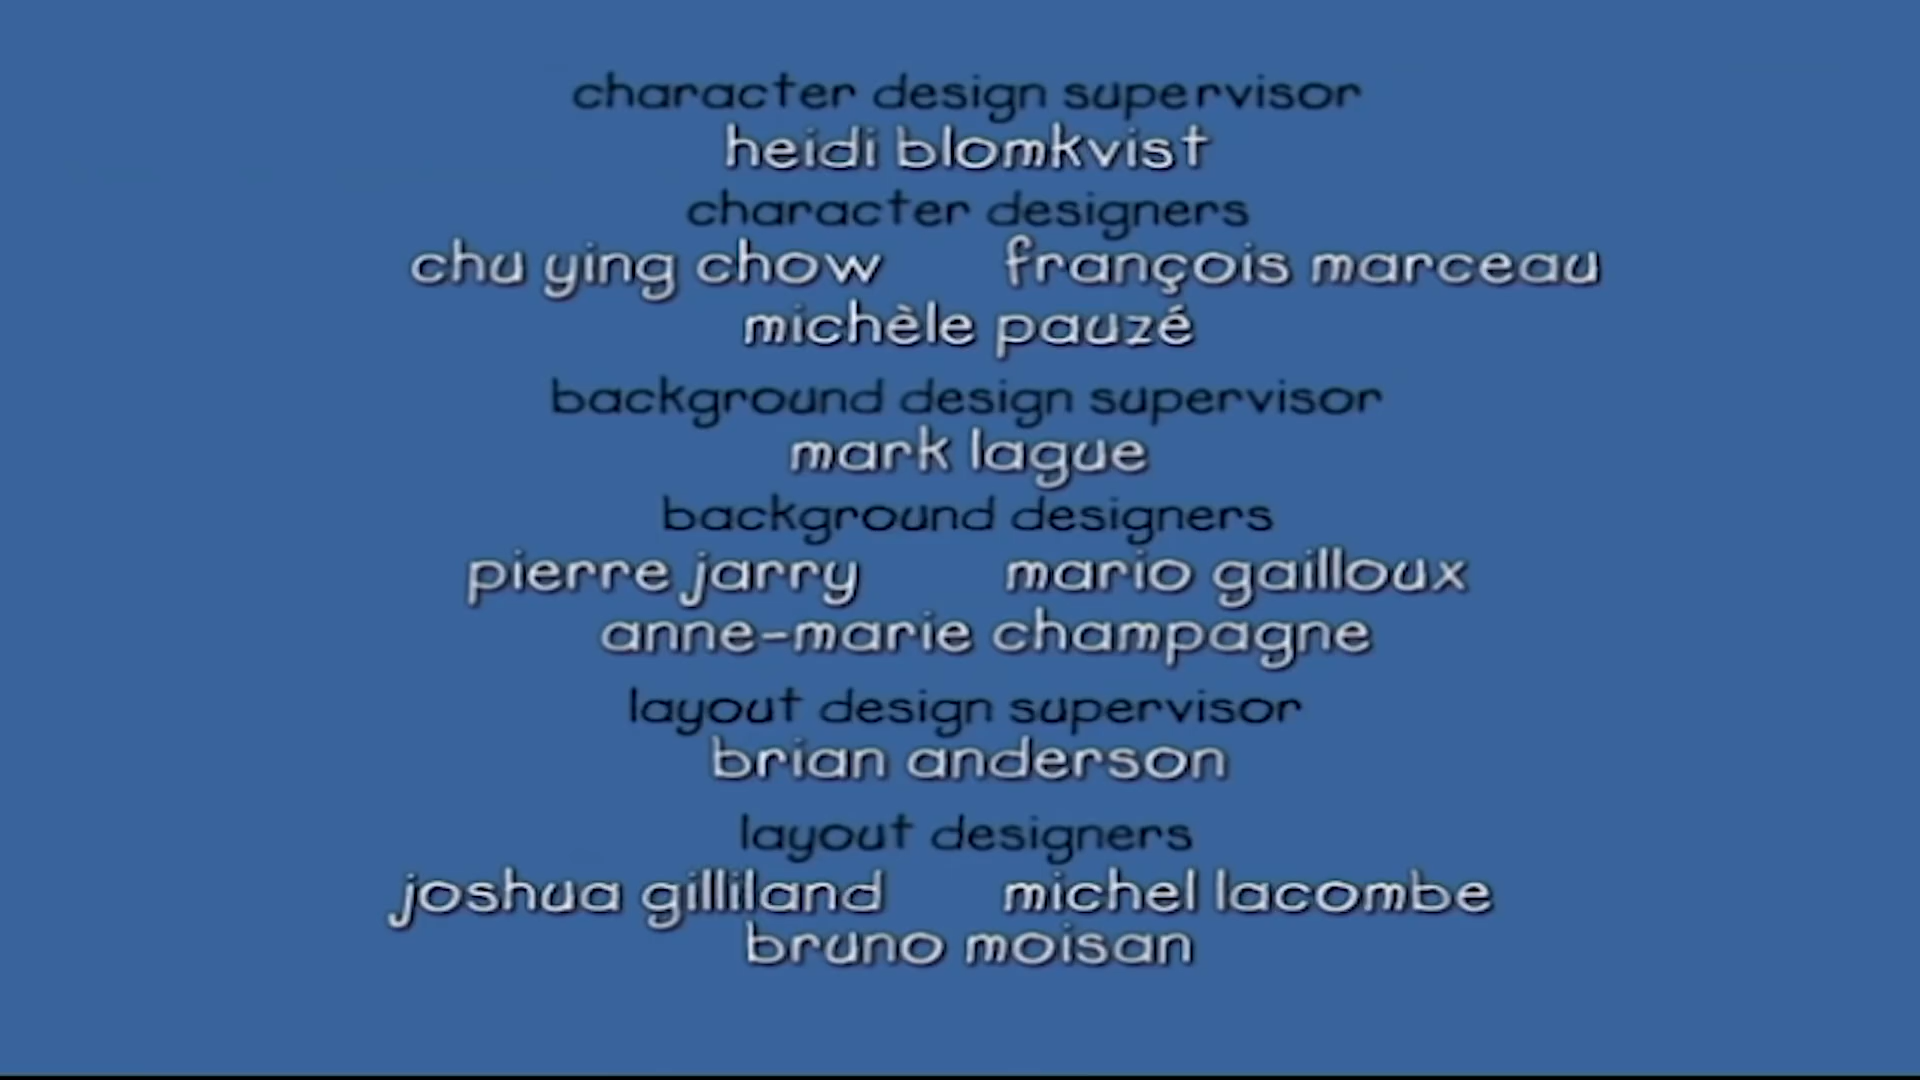 character design supervisor
heidi blomkvist
character designers
chu ying chow françois marceau
michèle pauzé
background design supervisor
mark lague
background designers
pierre jarry mario gailloux
anne-marie champagne
layout design supervisor
brian anderson
layout designers
joshua gilliland michel lacombe
bruno moisan